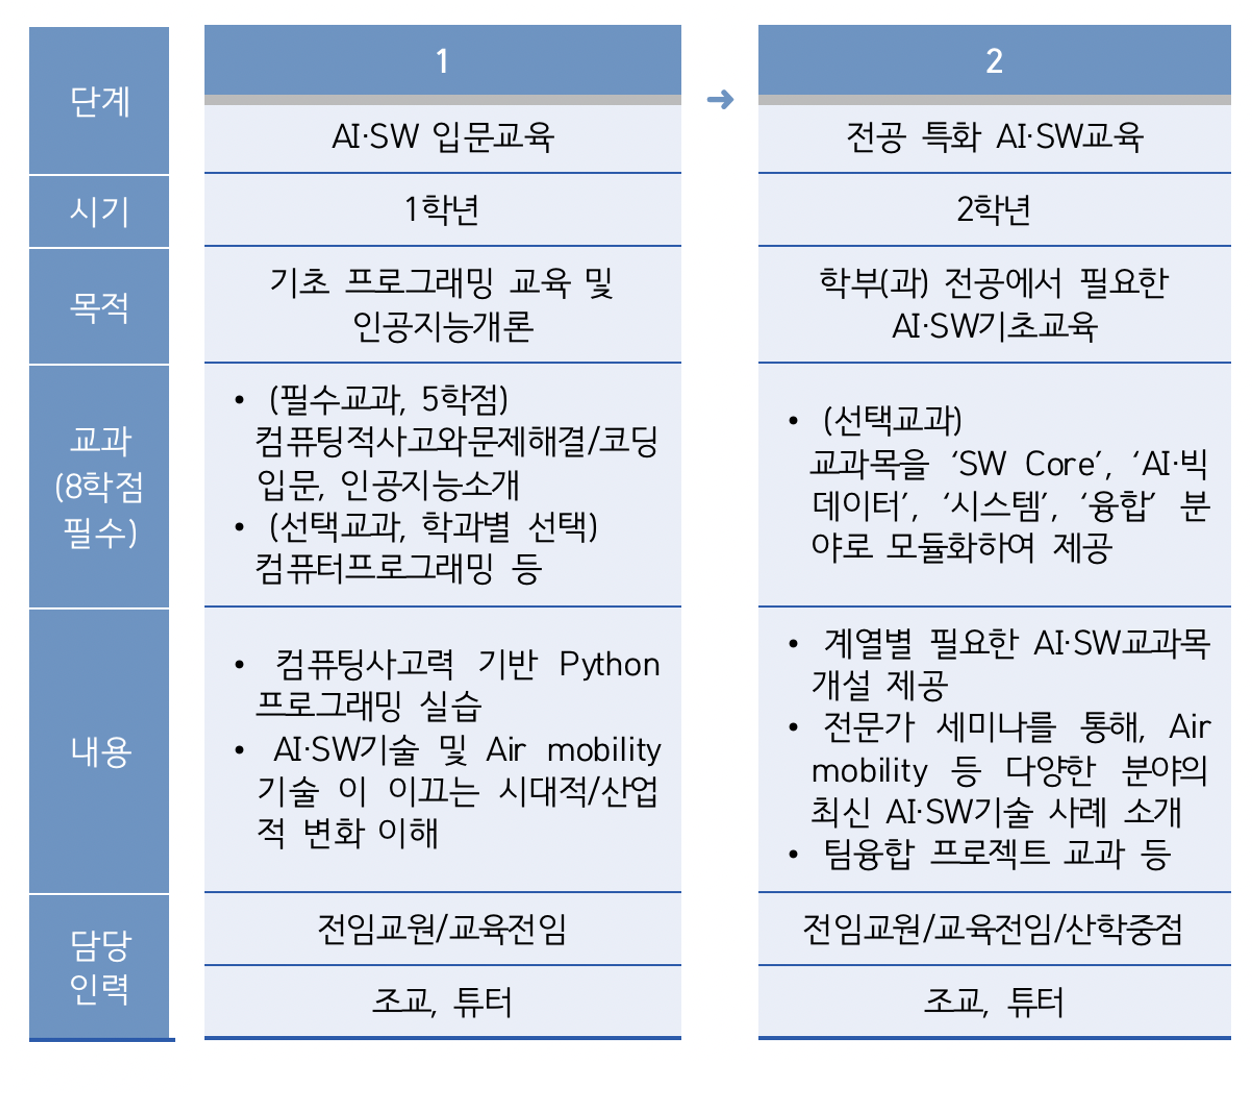 단계
1
➜
2
AI·SW 입문교육
전공 특화 AI·SW교육
시기
1학년
2학년
목적
기초 프로그래밍 교육 및
인공지능개론
학부(과) 전공에서 필요한
AI·SW기초교육
교과
(8학점
필수)
• (필수교과, 5학점)
컴퓨팅적사고와문제해결/코딩
입문, 인공지능소개
• (선택교과, 학과별 선택)
컴퓨터프로그래밍 등
• (선택교과)
교과목을 ‘SW Core’, ‘AI·빅
데이터’, ‘시스템’, ‘융합’ 분
야로 모듈화하여 제공
내용
• 컴퓨팅사고력 기반 Python
프로그래밍 실습
• AI·SW기술 및 Air mobility
기술 이 이끄는 시대적/산업
적 변화 이해
• 계열별 필요한 AI·SW교과목
개설 제공
• 전문가 세미나를 통해, Air
mobility 등 다양한 분야의
최신 AI·SW기술 사례 소개
• 팀융합 프로젝트 교과 등
담당
인력
전임교원/교육전임
전임교원/교육전임/산학중점
조교, 튜터
조교, 튜터